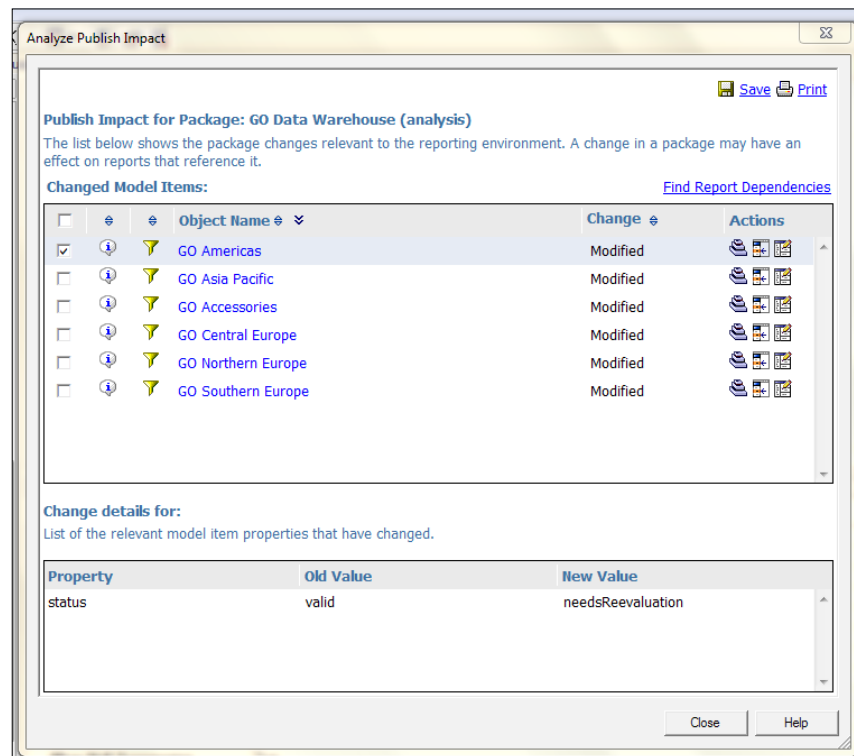 Analyze Publish Impact
Save Print
Publish Impact for Package: GO Data Warehouse (analysis)
The list below shows the package changes relevant to the reporting environment. A change in a package may have an
effect on reports that reference it.
Changed Model Items:
Find Report Dependencies
Object Name Change Actions
GO Americas Modified
GO Asia Pacific Modified
GO Accessories Modified
GO Central Europe Modified
GO Northern Europe Modified
GO Southern Europe Modified
Change details for:
List of the relevant model item properties that have changed.
Property Old Value New Value
status valid needsReevaluation
Close Help